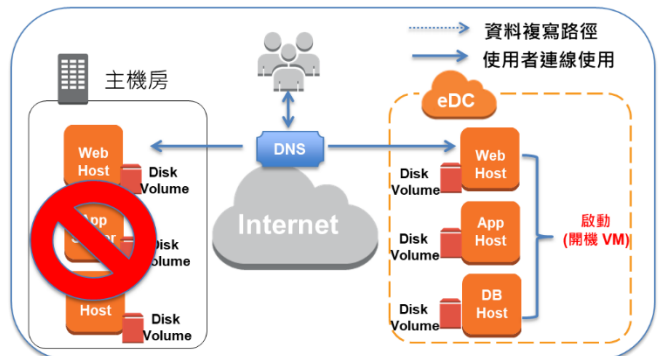 資料複寫路徑
使用者連線使用
主機房
eDC
DNS
Internet
Web
Host
Disk
Volume
App
Disk
Volume
Host
Disk
Volume
Disk
Volume
Web
Host
Disk
Volume
App
Host
Disk
Volume
DB
Host
啟動
(開機 VM)